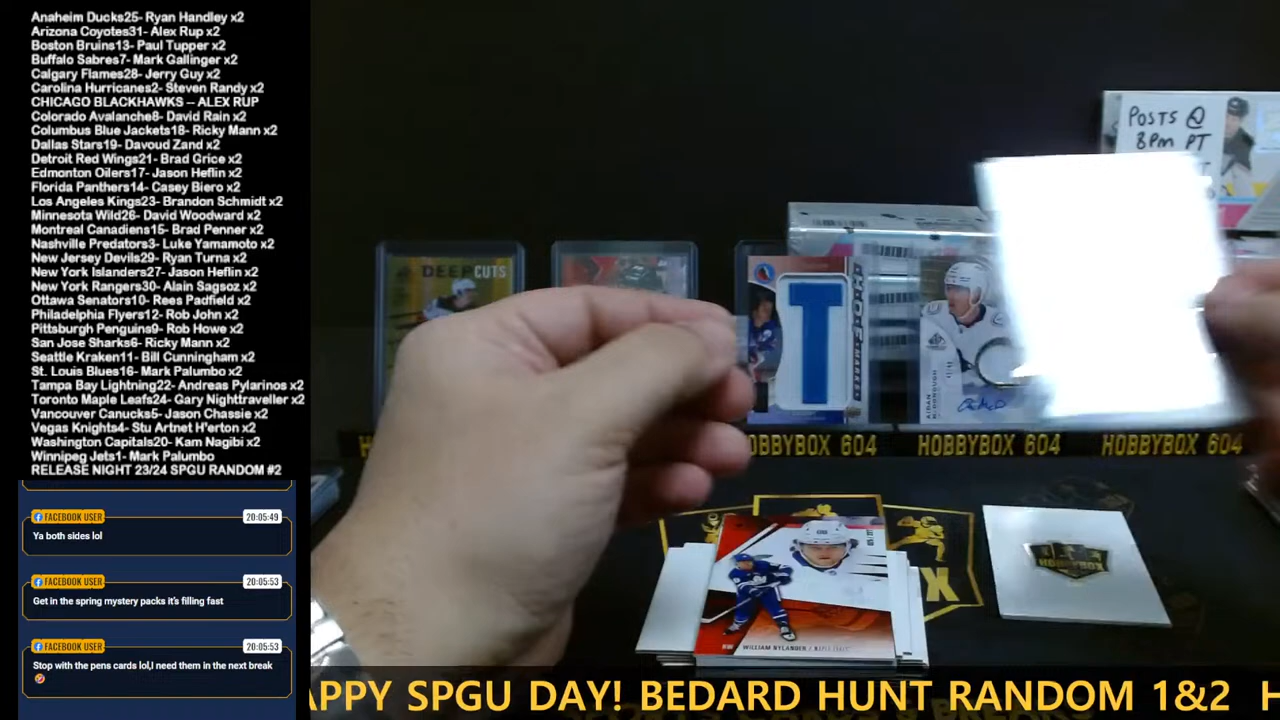 Anaheim Ducks25- Ryan Handley x2
Arizona Coyotes31- Alex Rup x2
Boston Bruins13- Paul Tupper x2
Buffalo Sabres7- Mark Gallinger x2
Calgary Flames28- Jerry Guy x2
Carolina Hurricanes2- Steven Randy x2
CHICAGO BLACKHAWKS -- ALEX RUP
Colorado Avalanche8- David Rain x2
Columbus Blue Jackets18- Ricky Mann x2
Dallas Stars19- Davoud Zand x2
Detroit Red Wings21- Brad Grice x2
Edmonton Oilers17- Jason Heflin x2
Florida Panthers14- Casey Biero x2
Los Angeles Kings23- Brandon Schmidt x2
Minnesota Wild26- David Woodward x2
Montreal Canadiens15- Brad Penner x2
Nashville Predators3- Luke Yamamoto x2
New Jersey Devils29- Ryan Turna x2
New York Islanders27- Jason Heflin x2
New York Rangers30- Alain Sagsoz x2
Ottawa Senators10- Rees Padfield x2
Philadelphia Flyers12- Rob John x2
Pittsburgh Penguins9- Rob Howe x2
San Jose Sharks6- Ricky Mann x2
Seattle Kraken11- Bill Cunningham x2
St. Louis Blues16- Mark Palumbo x2
Tampa Bay Lightning22- Andreas Pylarinos x2
Toronto Maple Leafs24- Gary Nighttraveller x2
Vancouver Canucks5- Jason Chassie x2
Vegas Knights4- Stu Artnet H'erton x2
Washington Capitals20- Kam Nagibi x2
Winnipeg Jets1- Mark Palumbo
RELEASE NIGHT 23/24 SPGU RANDOM #2
FACEBOOK USER 20:05:49
Ya both sides lol
FACEBOOK USER 20:05:53
Get in the spring mystery packs it's filling fast
FACEBOOK USER 20:05:53
Stop with the pens cards lol,I need them in the next break 🤣
POSTS @
8PM PT
DEEP CUTS
T
HOBBYBOX 604
HOBBYBOX 604
WILLIAM NYLANDER
HOBBYBOX
APPY SPGU DAY! BEDARD HUNT RANDOM 1&2 H